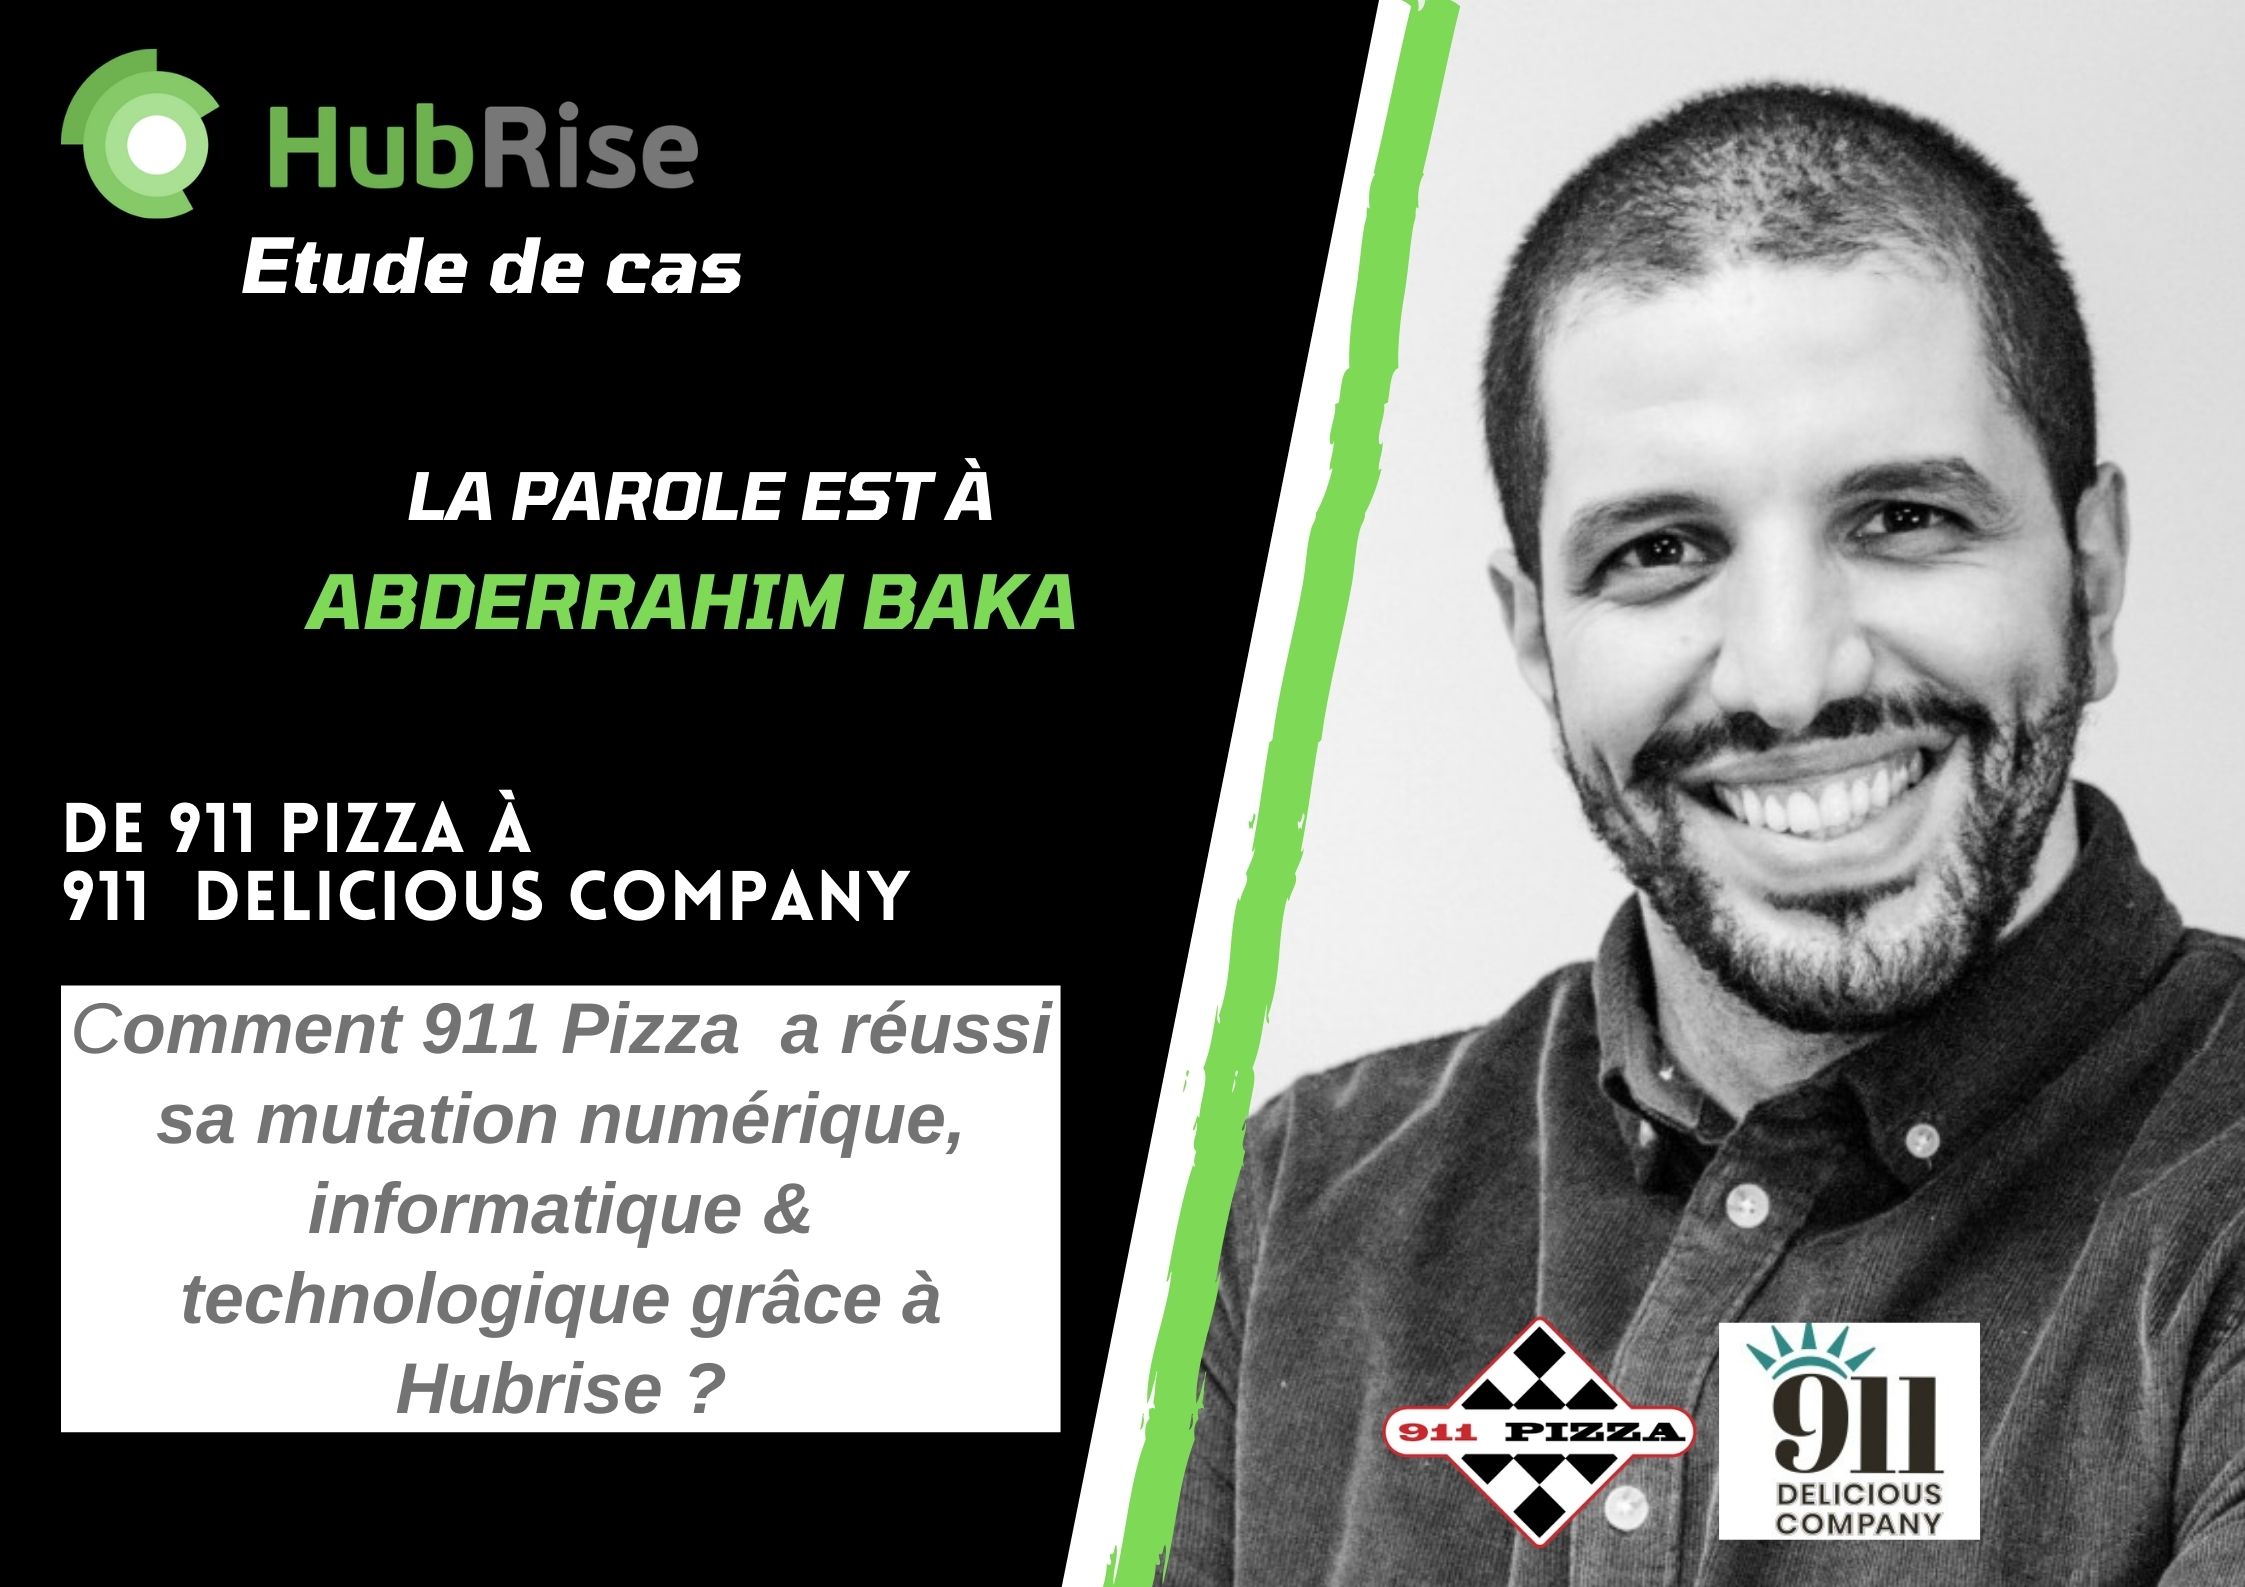 HubRise
Etude de cas
LA PAROLE EST À
ABDERRAHIM BAKA
DE 911 PIZZA À
911 DELICIOUS COMPANY
Comment 911 Pizza a réussi
sa mutation numérique,
informatique &
technologique grâce à
Hubrise ?
911 PIZZA
911
DELICIOUS
COMPANY